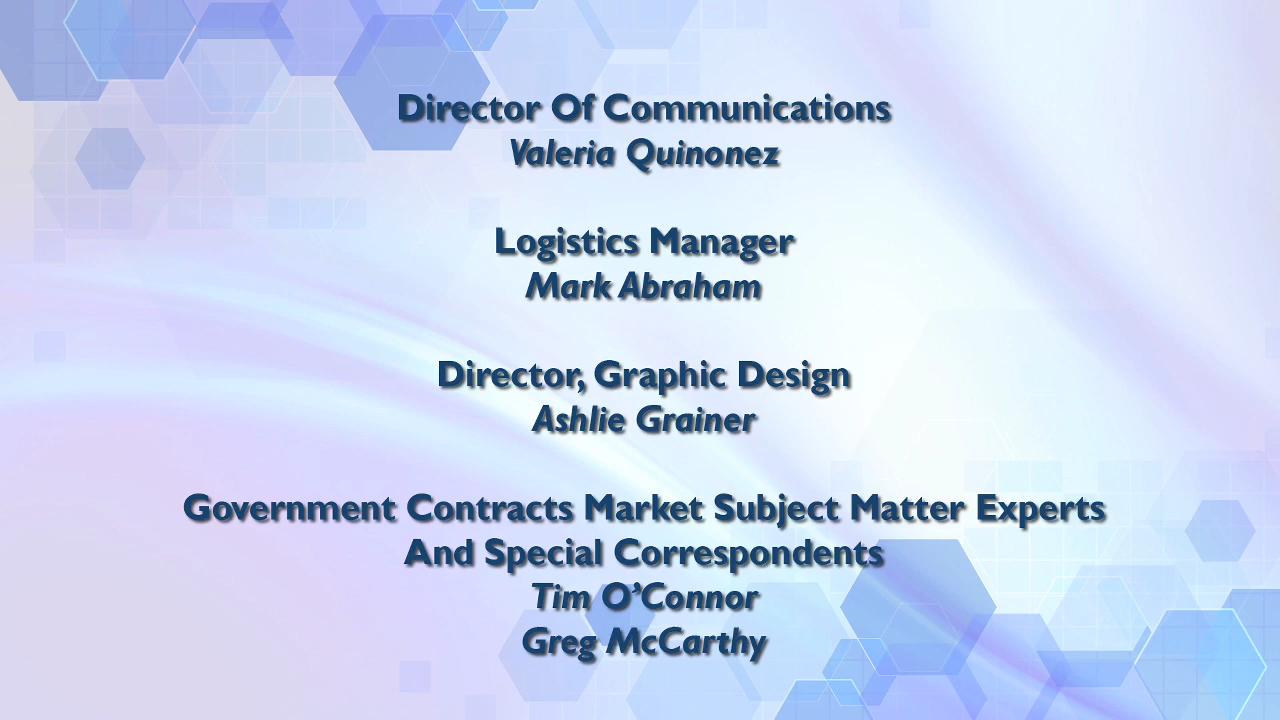 Director Of Communications
Valeria Quinonez
Logistics Manager
Mark Abraham
Director, Graphic Design
Ashlie Grainer
Government Contracts Market Subject Matter Experts
And Special Correspondents
Tim O’Connor
Greg McCarthy